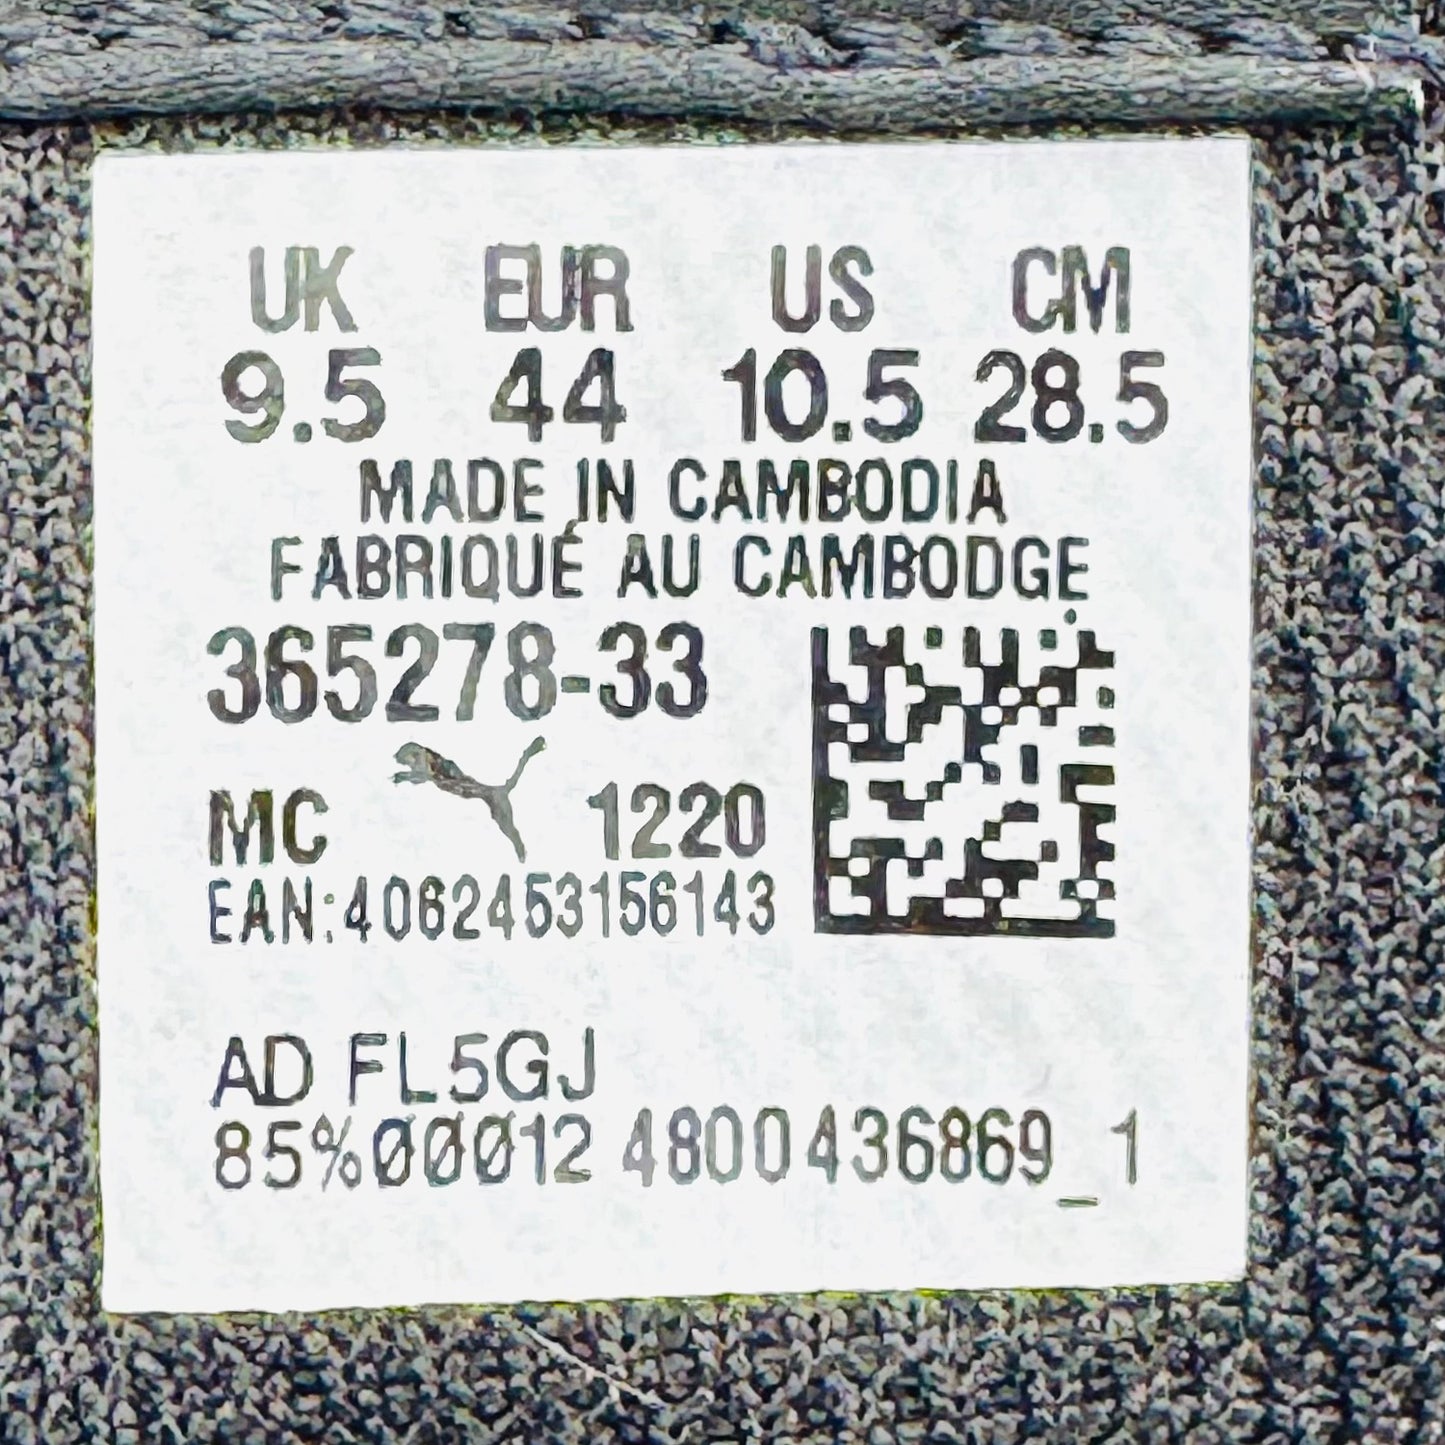 UK EUR US CM
9.5 44 10.5 28.5
MADE IN CAMBODIA
FABRIQUÉ AU CAMBODGE
365278-33
MC 1220
EAN:4062453156143
AD FL5GJ
85%00012 4800436869_1